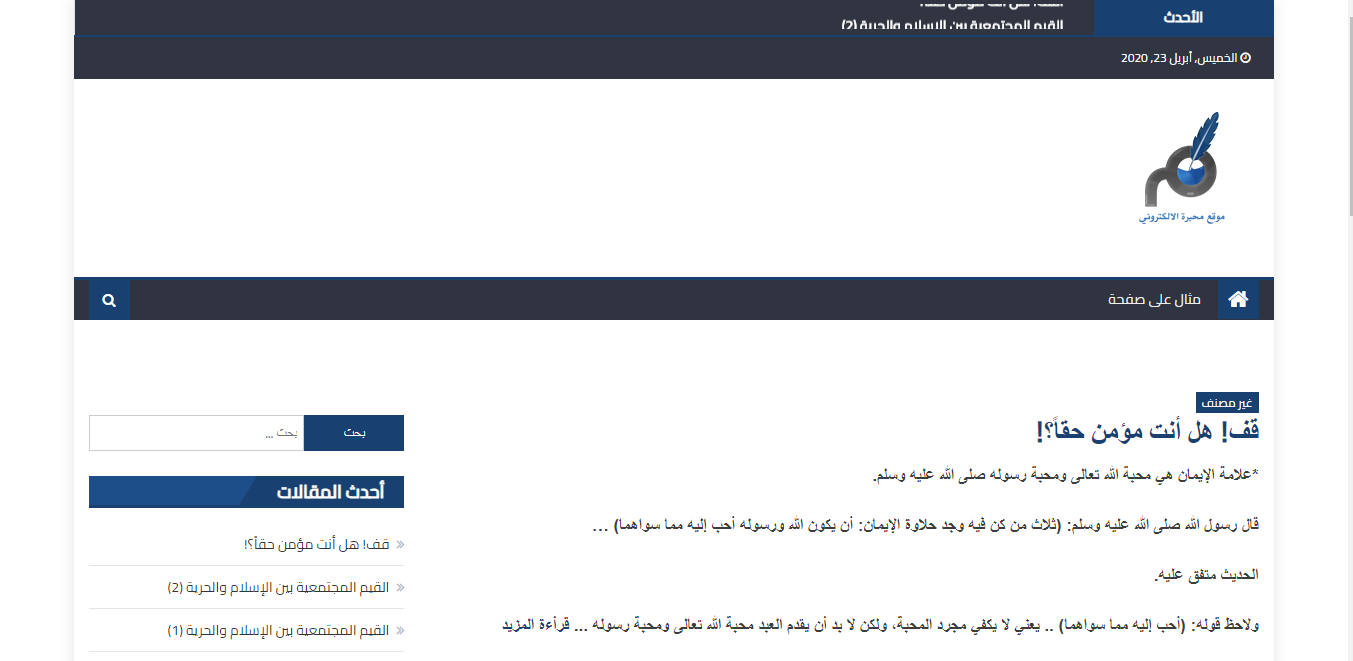 الأحدث
القيم المجتمعية بين الإسلام والحرية (2)
الخميس, أبريل 23, 2020
موقع محبرة الالكتروني
مثال على صفحة
غير مصنف
قف! هل أنت مؤمن حقاً؟!
*علامة الإيمان هي محبة الله تعالى ومحبة رسوله صلى الله عليه وسلم.
قال رسول الله صلى الله عليه وسلم: (ثلاث من كن فيه وجد حلاوة الإيمان: أن يكون الله ورسوله أحب إليه مما سواهما) …
الحديث متفق عليه.
ولاحظ قوله: (أحب إليه مما سواهما) .. يعني لا يكفي مجرد المحبة، ولكن لا بد أن يقدم العبد محبة الله تعالى ومحبة رسوله … قراءة المزيد
بحث
بحث ...
أحدث المقالات
قف! هل أنت مؤمن حقاً؟!
القيم المجتمعية بين الإسلام والحرية (2)
القيم المجتمعية بين الإسلام والحرية (1)